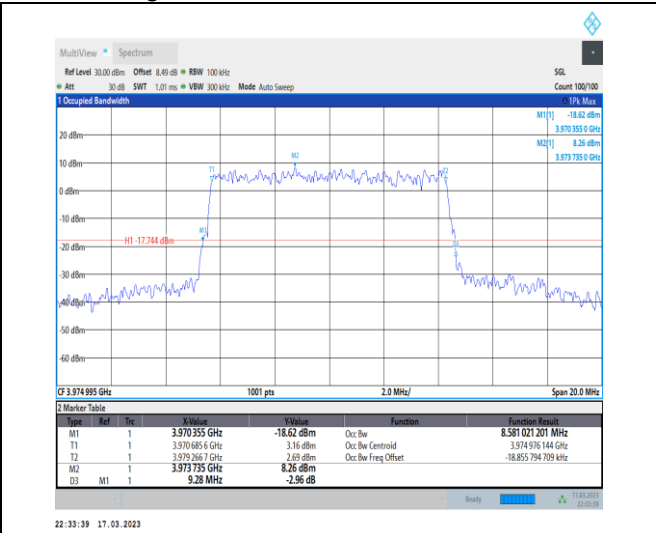 MultiView Spectrum
Ref Level 30.00 dBm Offset 8.49 dB RBW 100 kHz SGL
Att 30 dB SWT 1.01 ms VBW 300 kHz Mode Auto Sweep Count 100/100
1 Occupied Bandwidth 1Pk Max
M1[1] -18.62 dBm
3.970 355 0 GHz
M2[1] 8.26 dBm
3.973 735 0 GHz
20 dBm
10 dBm
M2
T1
T2
0 dBm
-10 dBm
M1
H1 -17.744 dBm
D3
-20 dBm
-30 dBm
-40 dBm
-50 dBm
-60 dBm
CF 3.974 995 GHz 1001 pts 2.0 MHz/ Span 20.0 MHz
2 Marker Table
Type Ref Trc X-Value Y-Value Function Function Result
M1 1 3.970 355 GHz -18.62 dBm Occ Bw 8.581 021 201 MHz
T1 1 3.970 685 6 GHz 3.16 dBm Occ Bw Centroid 3.974 976 144 GHz
T2 1 3.979 266 7 GHz 2.69 dBm Occ Bw Freq Offset -18.855 794 709 kHz
M2 1 3.973 735 GHz 8.26 dBm
D3 M1 1 9.28 MHz -2.96 dB
Ready 17.03.2023
22:33:39
22:33:39 17.03.2023